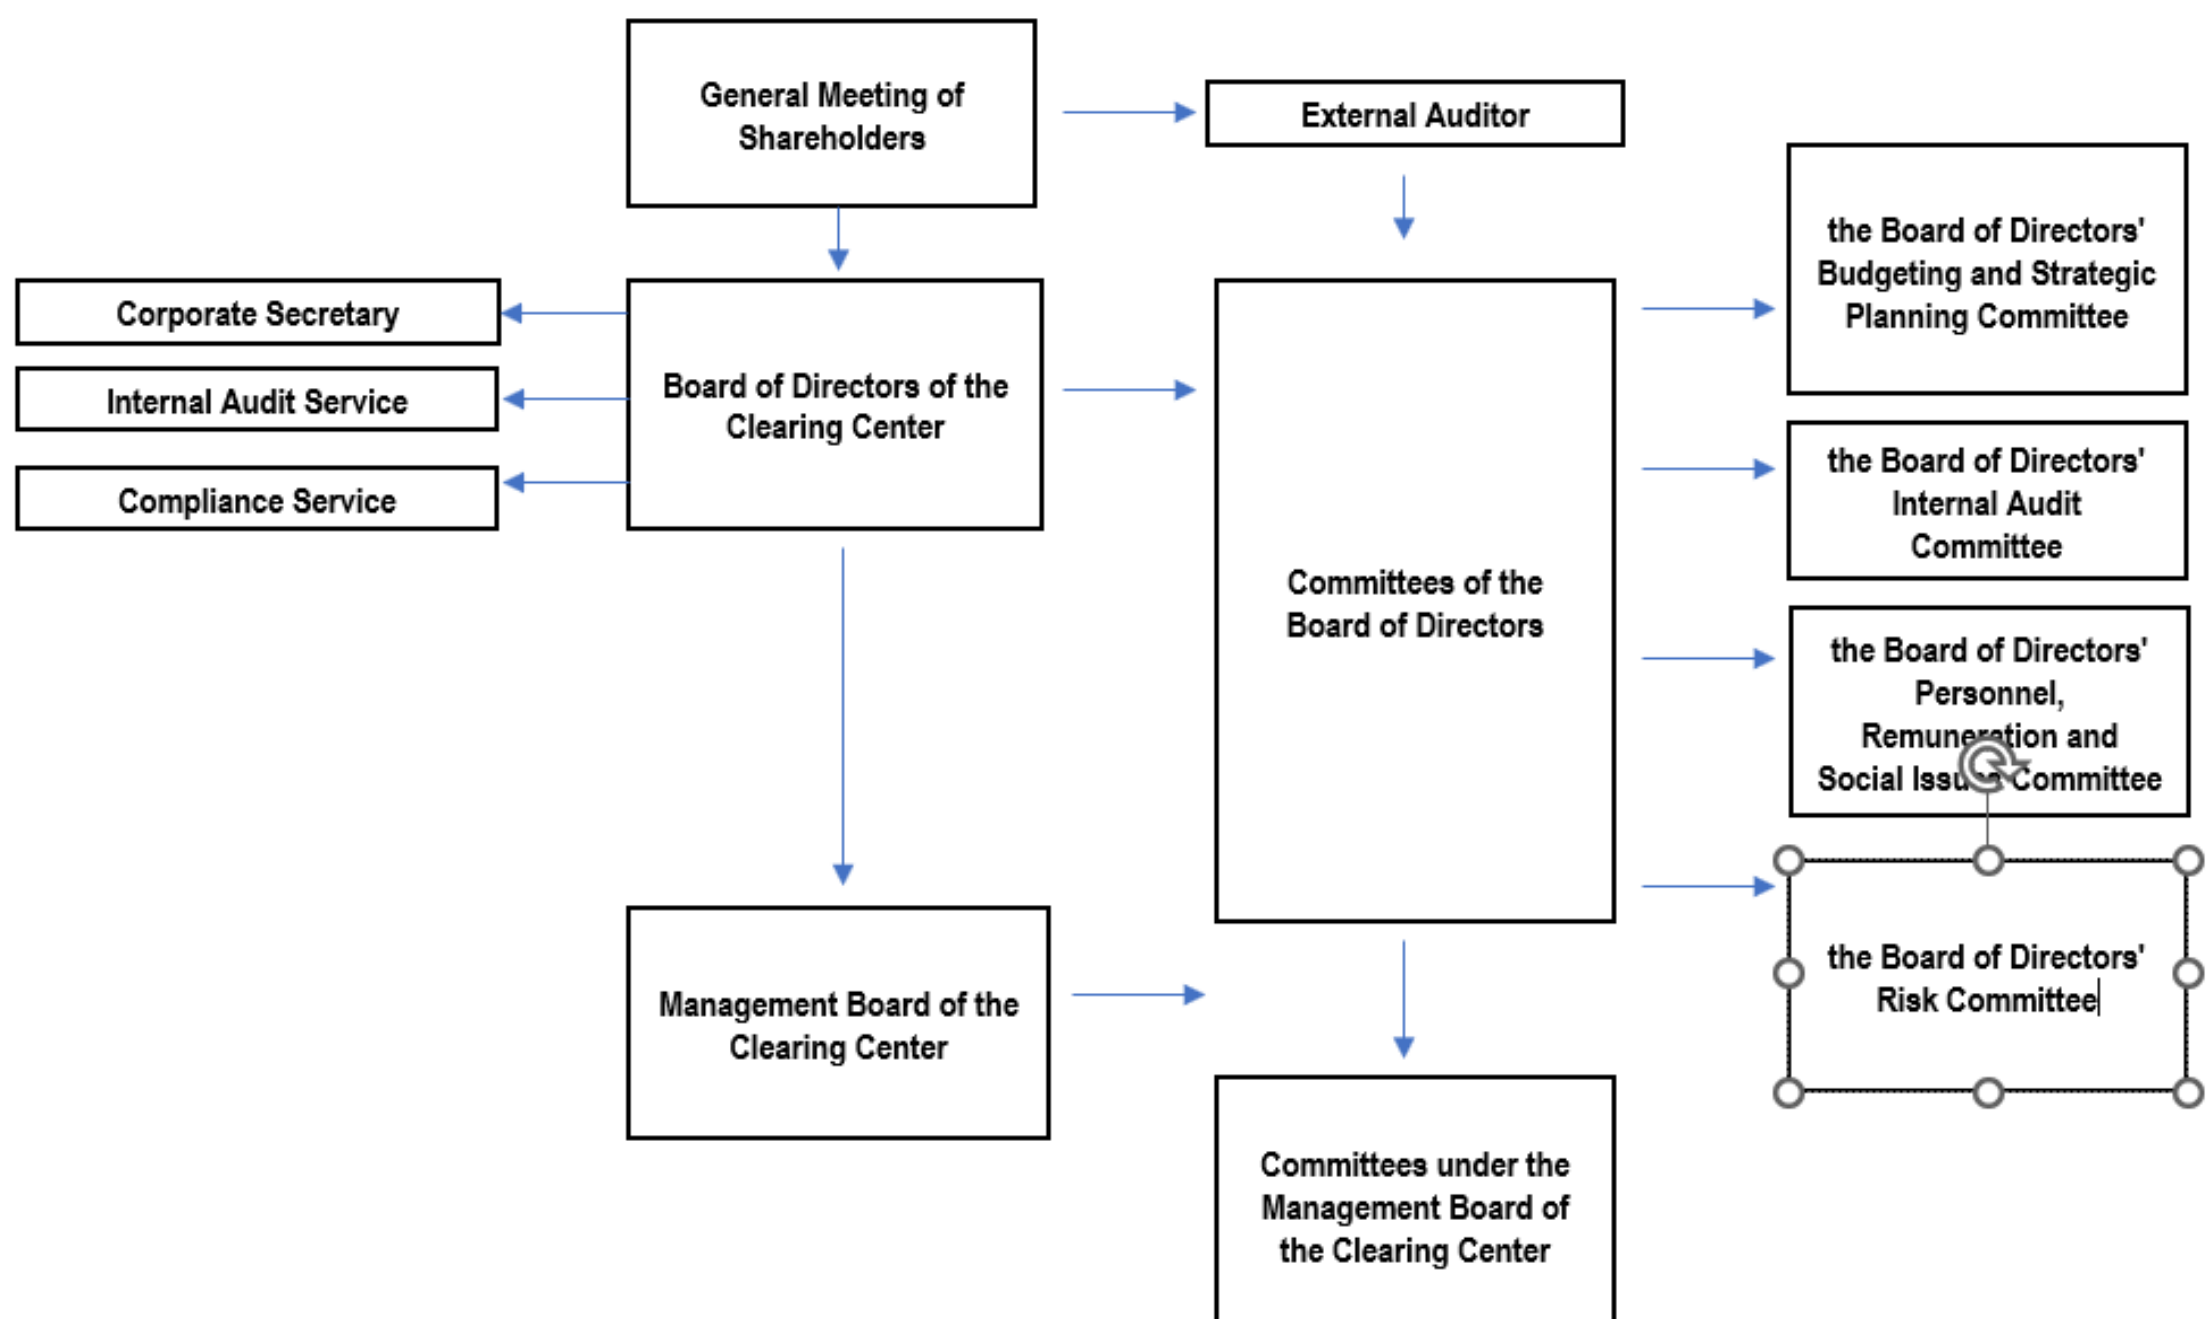 General Meeting of
Shareholders
External Auditor
the Board of Directors'
Budgeting and Strategic
Planning Committee
Corporate Secretary
Internal Audit Service
Compliance Service
Board of Directors of the
Clearing Center
Committees of the
Board of Directors
the Board of Directors'
Internal Audit
Committee
the Board of Directors'
Personnel,
Remuneration and
Social Issues Committee
the Board of Directors'
Risk Committee
Management Board of the
Clearing Center
Committees under the
Management Board of
the Clearing Center